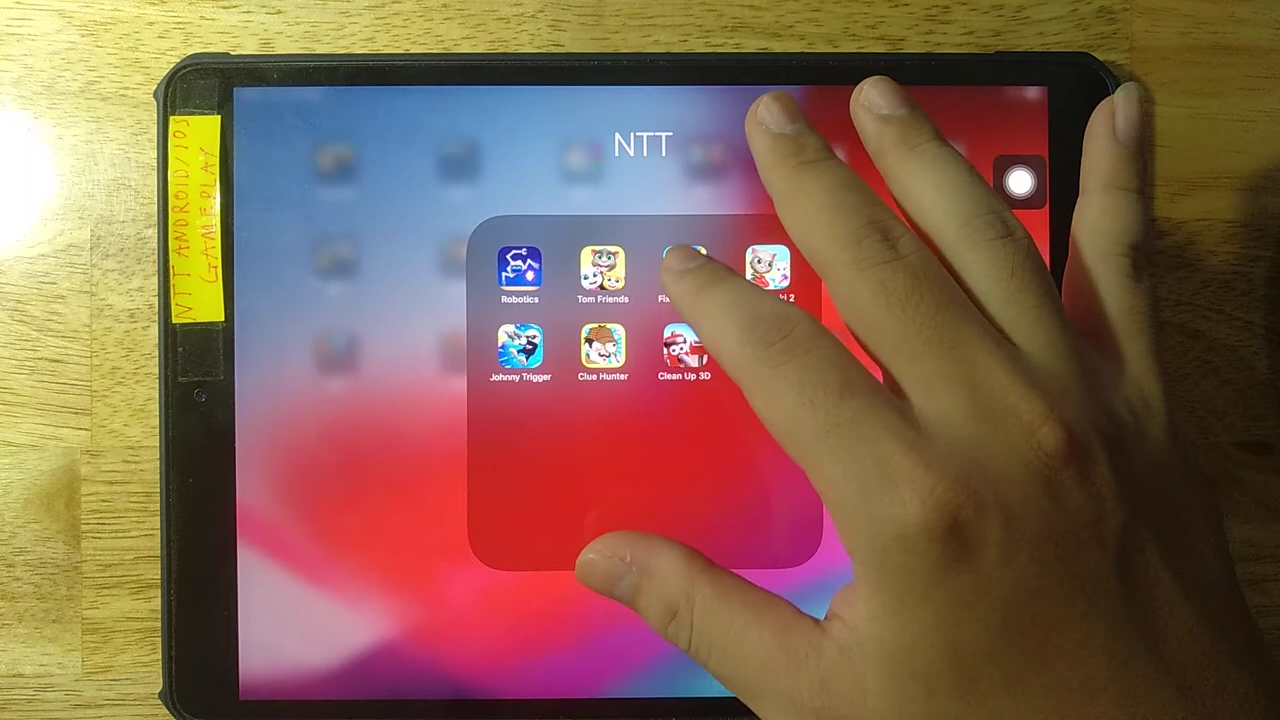 NTT ANDROID/IOS
GAMEPLAY
NTT
Robotics
Tom Friends
Johnny Trigger
Clue Hunter
Clean Up 3D